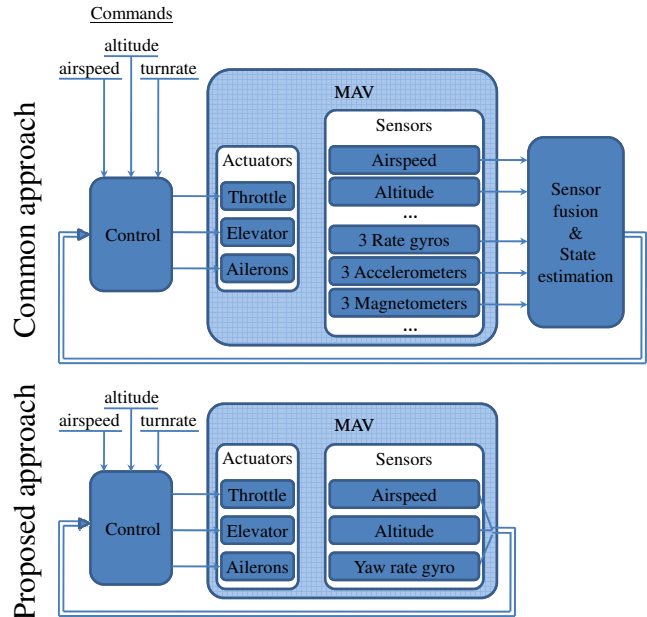 Commands
altitude
airspeed
turnrate
Common approach
MAV
Sensors
Actuators
Airspeed
Altitude
...
3 Rate gyros
3 Accelerometers
3 Magnetometers
...
Throttle
Elevator
Ailerons
Control
Sensor
fusion
&
State
estimation
Proposed approach
altitude
airspeed
turnrate
MAV
Actuators
Sensors
Throttle
Elevator
Ailerons
Control
Airspeed
Altitude
Yaw rate gyro